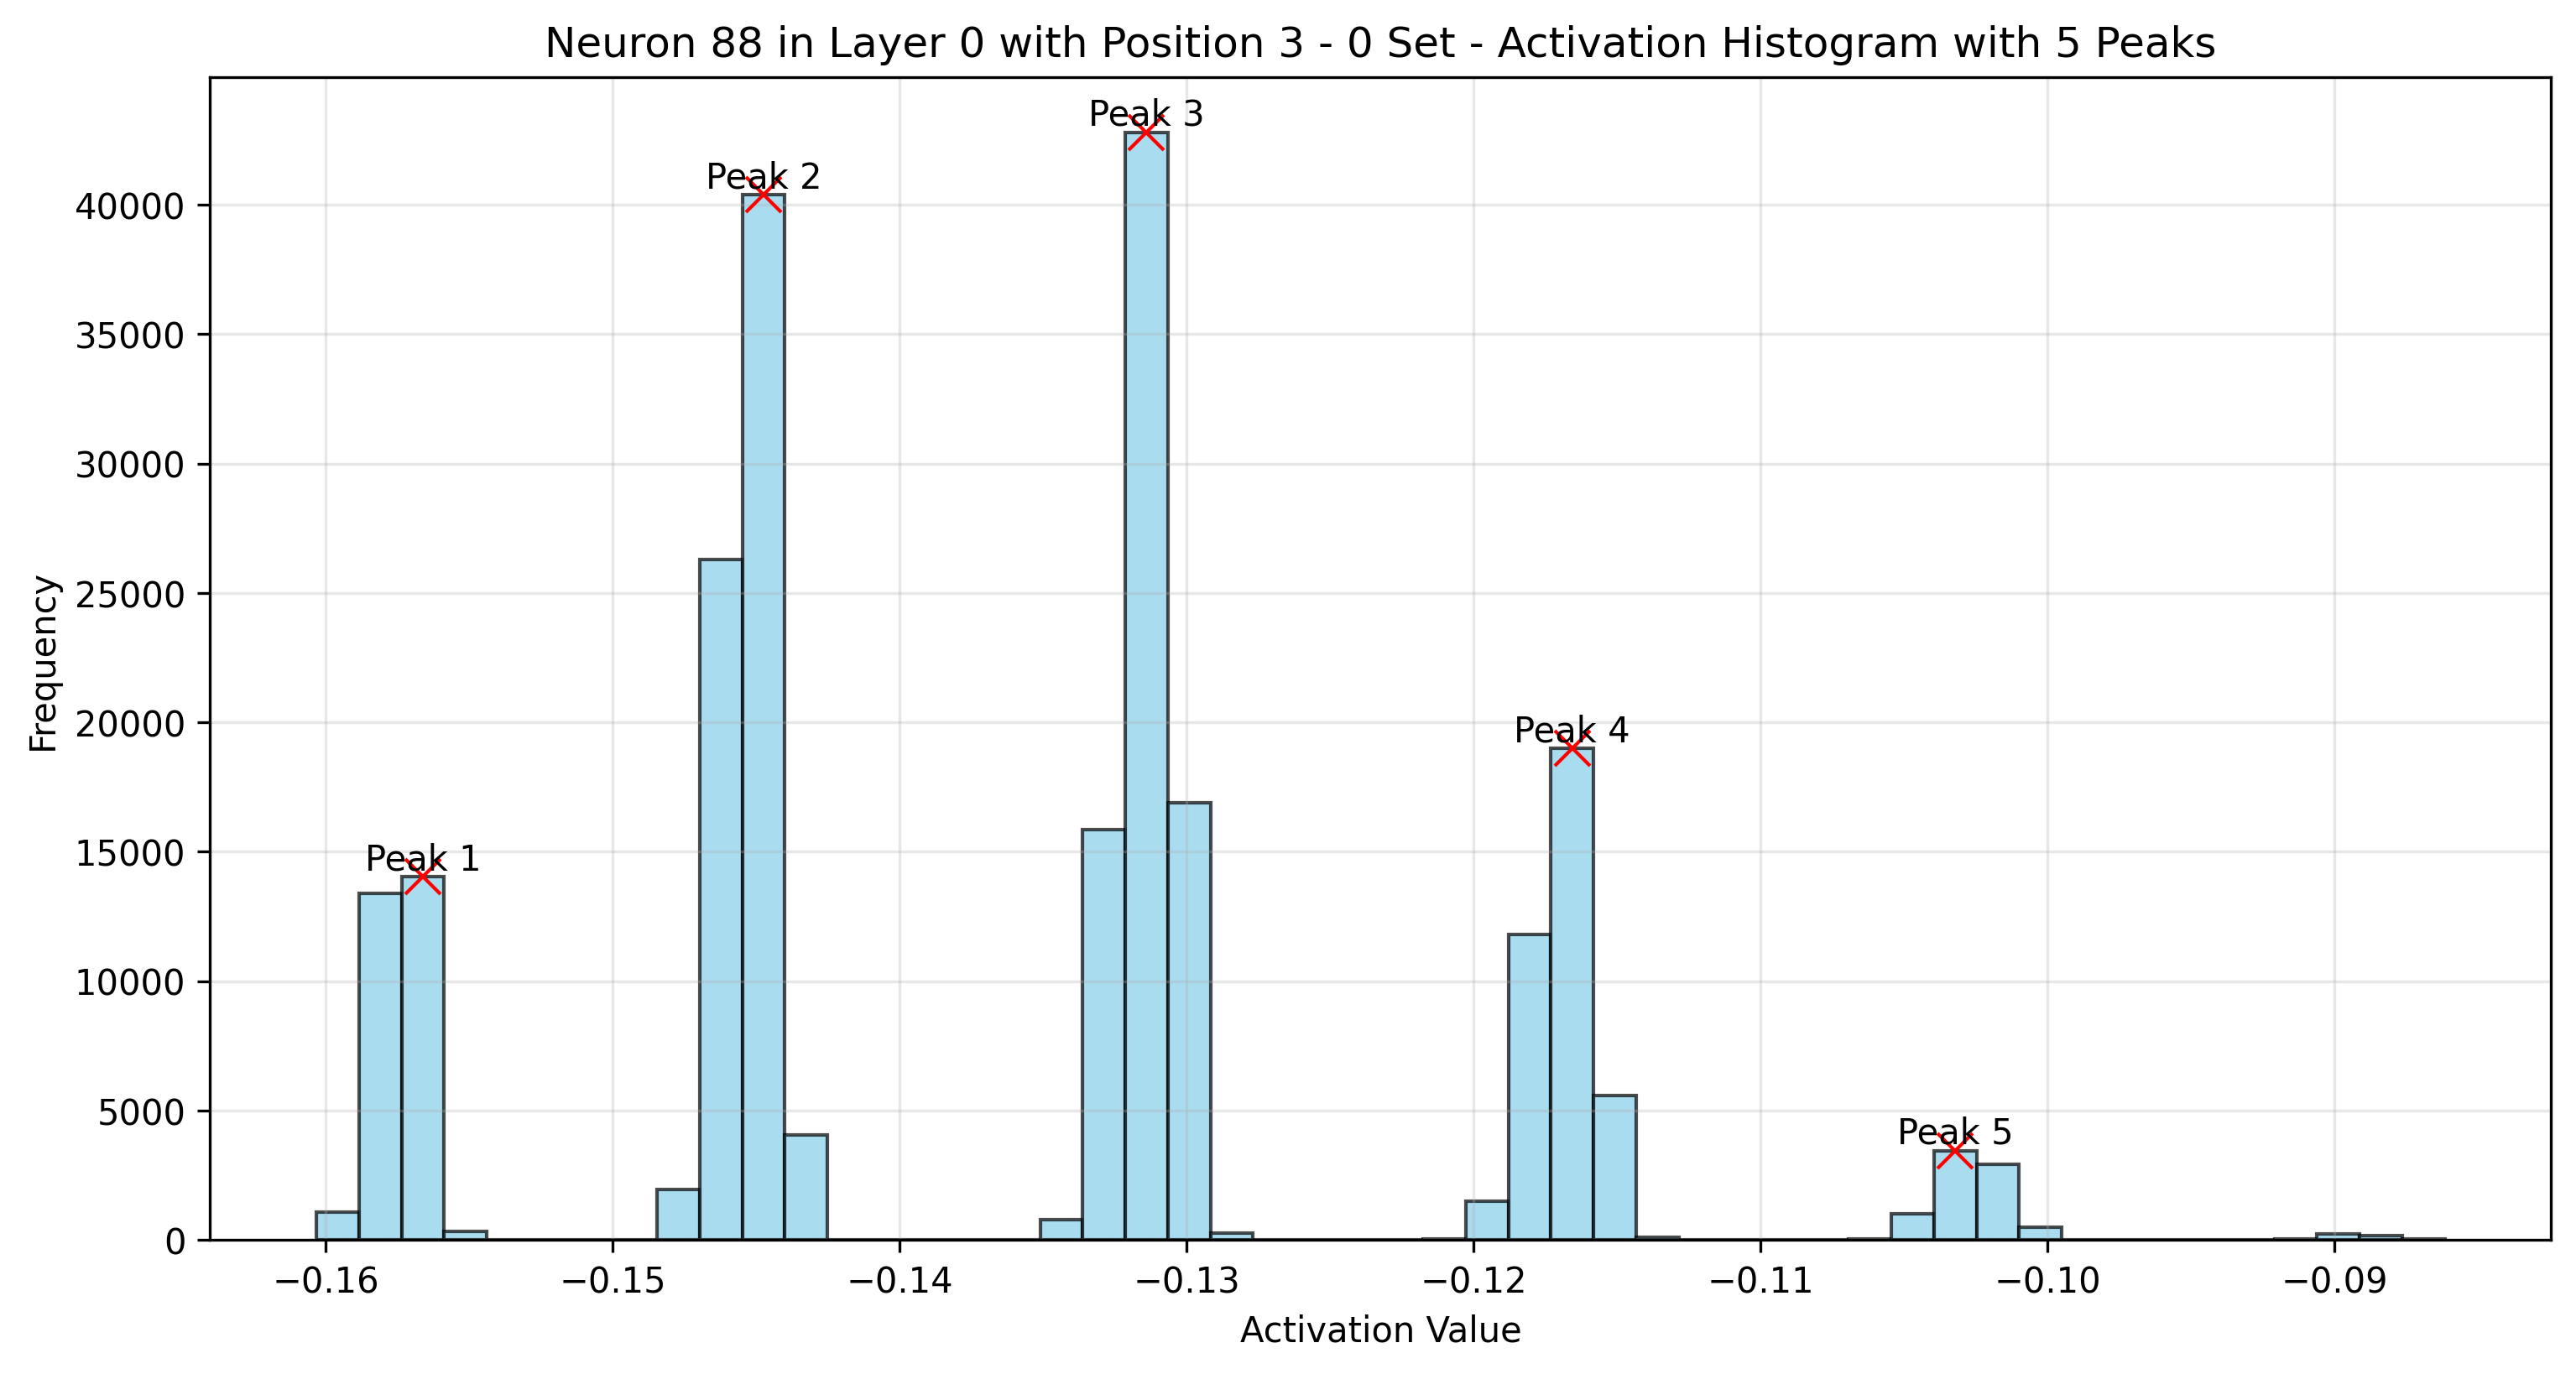 Neuron 88 in Layer 0 with Position 3 - 0 Set - Activation Histogram with 5 Peaks
Peak 3
Peak 2
40000
35000
30000
25000
Frequency
20000
Peak 4
15000
Peak 1
10000
5000
Peak 5
0
−0.16
−0.15
−0.14
−0.13
−0.12
−0.11
−0.10
−0.09
Activation Value